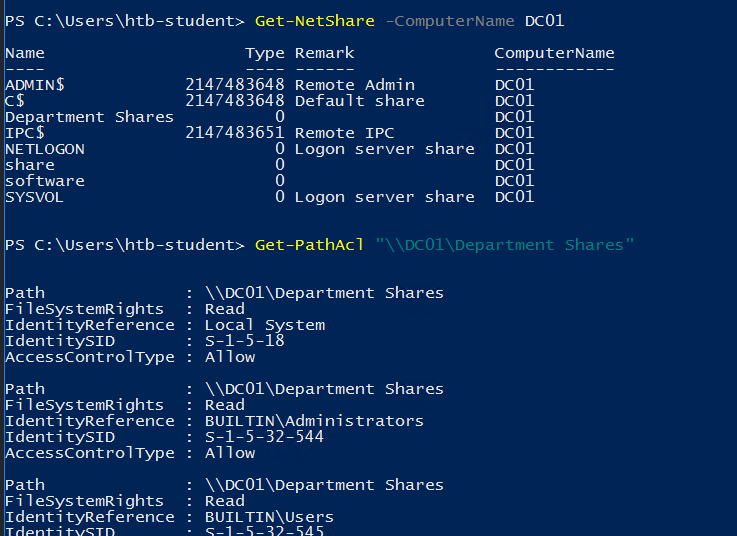 PS C:\Users\htb-student> Get-NetShare -ComputerName DC01
Name                      Type Remark              ComputerName
----                      ---- ------              ------------
ADMIN$              2147483648 Remote Admin        DC01
C$                  2147483648 Default share       DC01
Department Shares            0                     DC01
IPC$                2147483651 Remote IPC          DC01
NETLOGON                     0 Logon server share  DC01
share                        0                     DC01
software                     0                     DC01
SYSVOL                       0 Logon server share  DC01
PS C:\Users\htb-student> Get-PathAcl "\\DC01\Department Shares"
Path              : \\DC01\Department Shares
FileSystemRights  : Read
IdentityReference : Local System
IdentitySID       : S-1-5-18
AccessControlType : Allow
Path              : \\DC01\Department Shares
FileSystemRights  : Read
IdentityReference : BUILTIN\Administrators
IdentitySID       : S-1-5-32-544
AccessControlType : Allow
Path              : \\DC01\Department Shares
FileSystemRights  : Read
IdentityReference : BUILTIN\Users
IdentitySID       : S-1-5-32-545